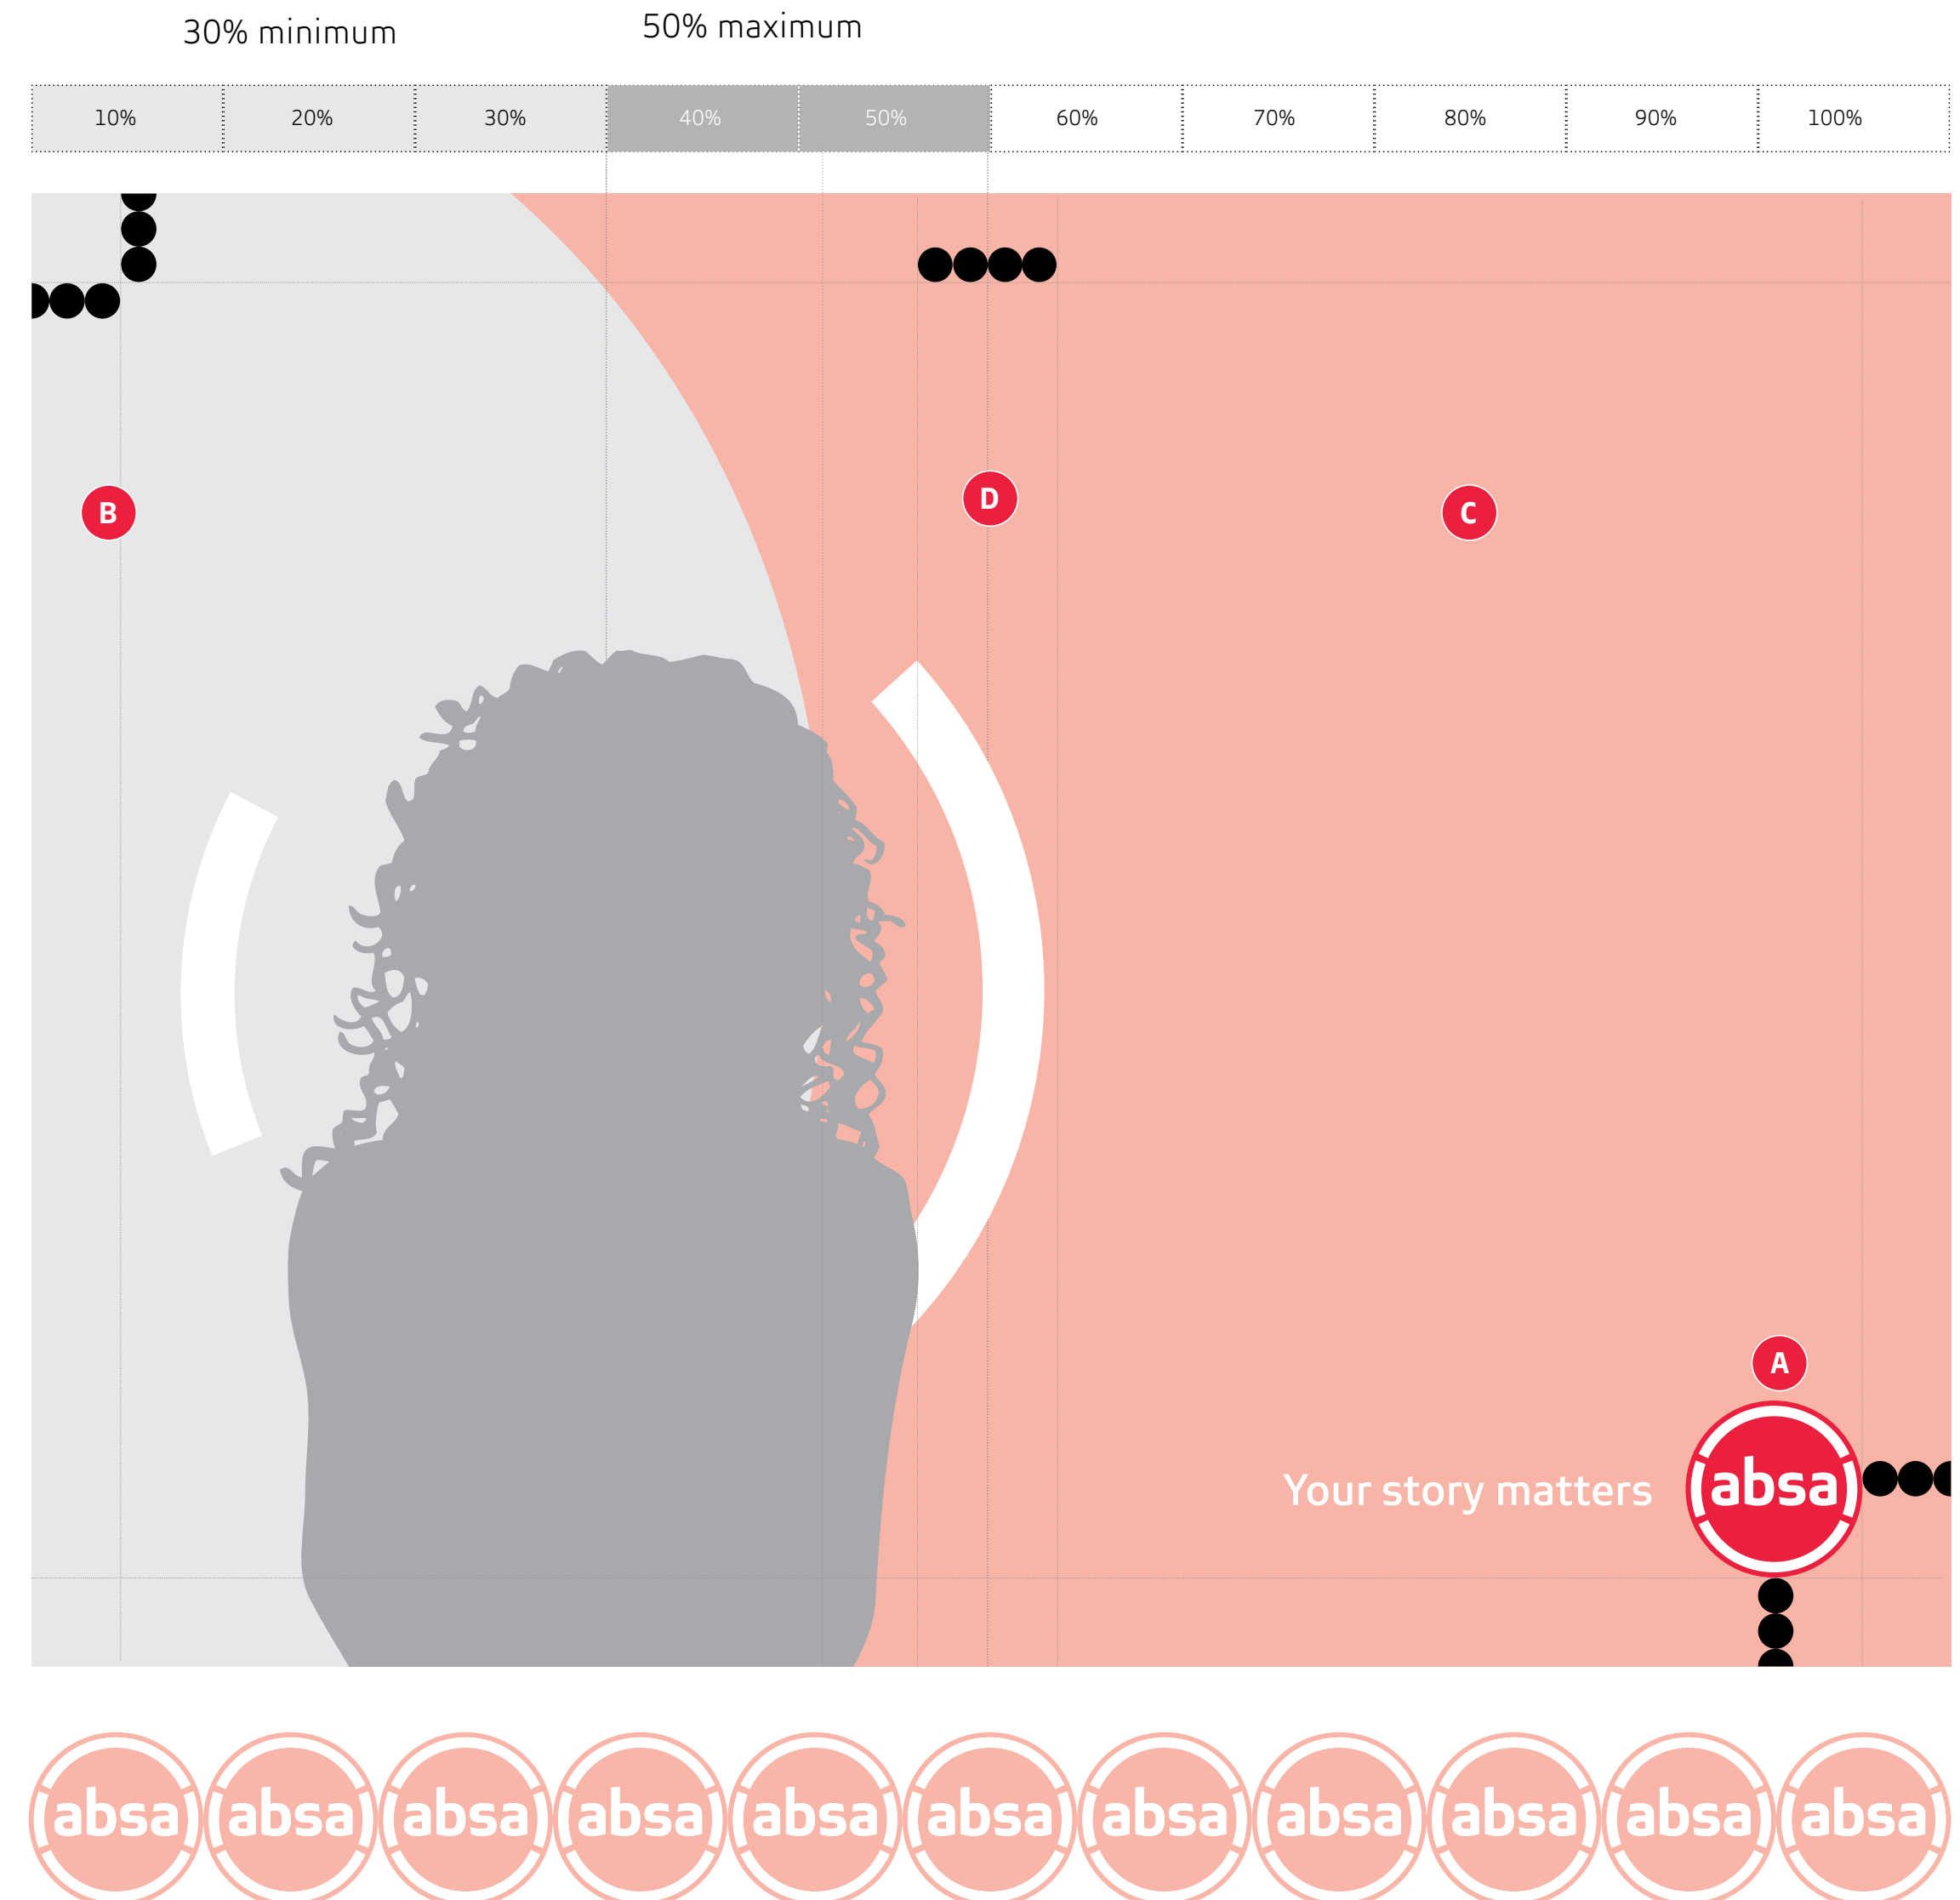 30% minimum
50% maximum
10% 20% 30% 40% 50% 60% 70% 80% 90% 100%
B
D
C
A
Your story matters
absa
absa absa absa absa absa absa absa absa absa absa absa